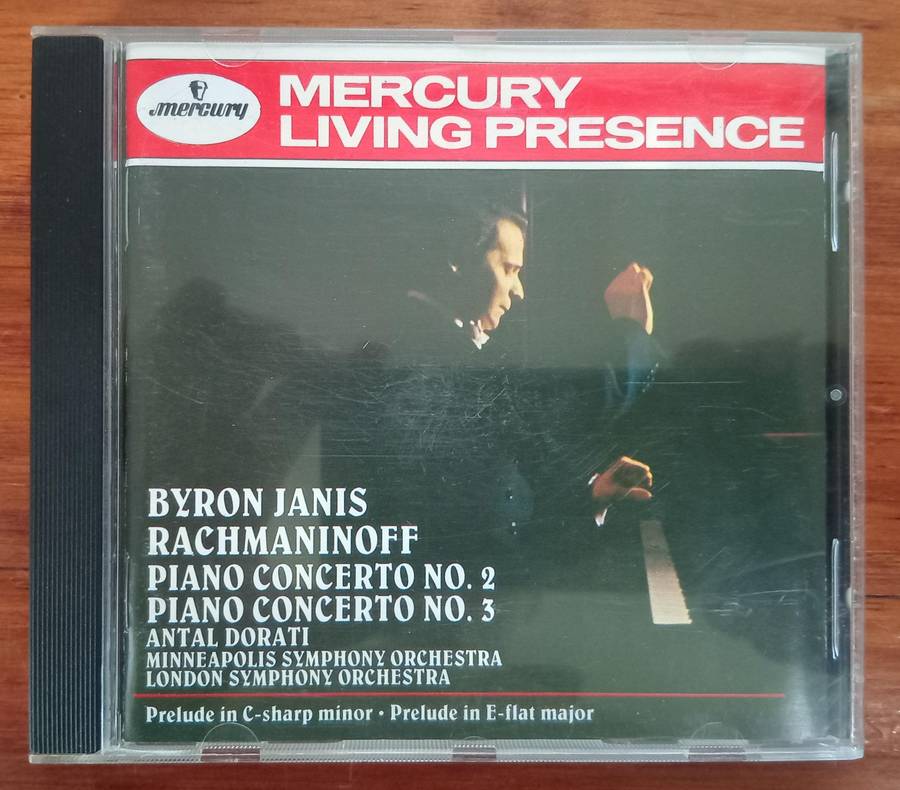 mercury
MERCURY
LIVING PRESENCE
BYRON JANIS
RACHMANINOFF
PIANO CONCERTO NO. 2
PIANO CONCERTO NO. 3
ANTAL DORATI
MINNEAPOLIS SYMPHONY ORCHESTRA
LONDON SYMPHONY ORCHESTRA
Prelude in C-sharp minor • Prelude in E-flat major